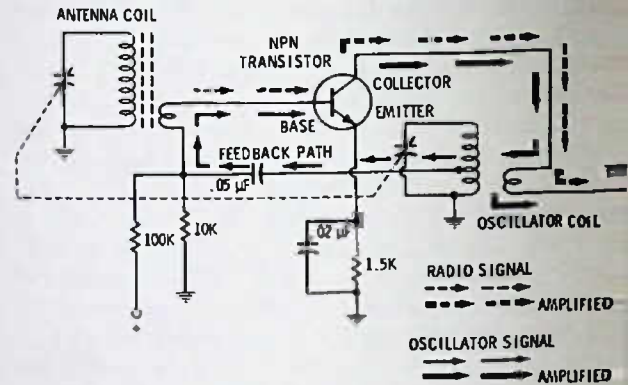 ANTENNA COIL
NPN
TRANSISTOR
COLLECTOR
EMITTER
BASE
FEEDBACK PATH
.05 µF
100K
10K
.02 µF
1.5K
OSCILLATOR COIL
RADIO SIGNAL
AMPLIFIED
OSCILLATOR SIGNAL
AMPLIFIED